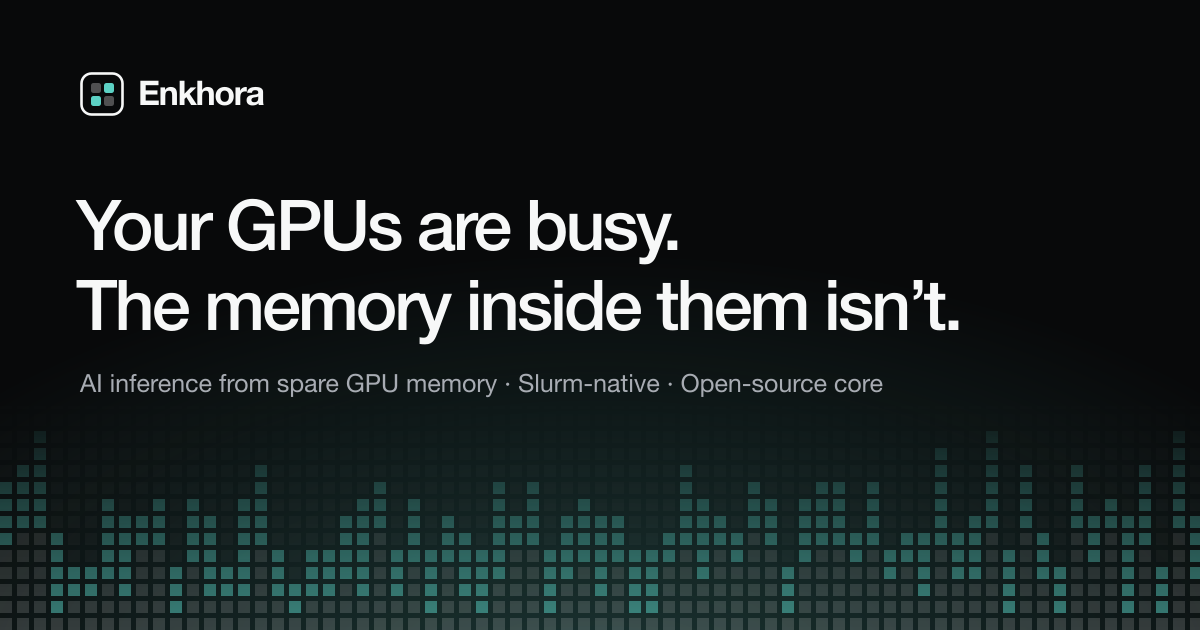 Enkhora
Your GPUs are busy.
The memory inside them isn’t.
AI inference from spare GPU memory · Slurm-native · Open-source core